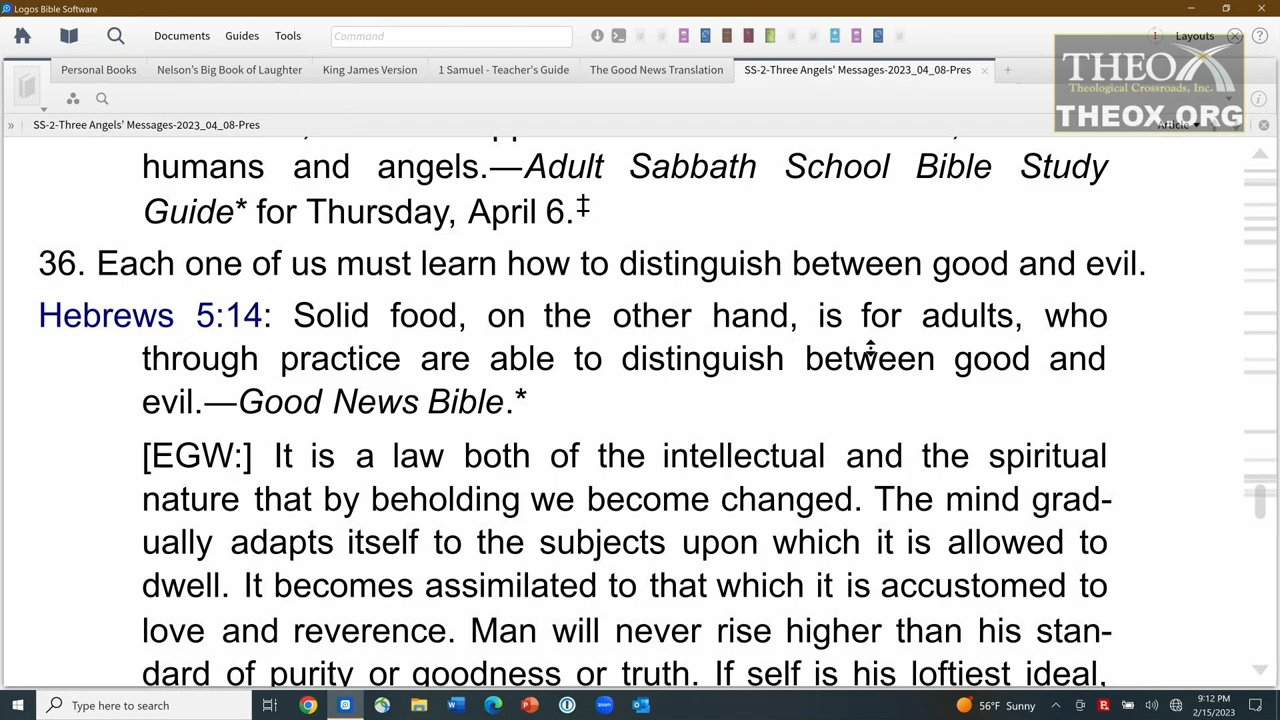 Logos Bible Software
Documents Guides Tools Command Layouts
Personal Books Nelson's Big Book of Laughter King James Version 1 Samuel - Teacher's Guide The Good News Translation SS-2-Three Angels' Messages-2023_04_08-Pres
THEOX
Theological Crossroads, Inc.
THEOX.ORG
SS-2-Three Angels' Messages-2023_04_08-Pres Article
humans and angels.—Adult Sabbath School Bible Study
Guide* for Thursday, April 6.‡
36. Each one of us must learn how to distinguish between good and evil.
Hebrews 5:14: Solid food, on the other hand, is for adults, who
through practice are able to distinguish between good and
evil.—Good News Bible.*
[EGW:] It is a law both of the intellectual and the spiritual
nature that by beholding we become changed. The mind grad-
ually adapts itself to the subjects upon which it is allowed to
dwell. It becomes assimilated to that which it is accustomed to
love and reverence. Man will never rise higher than his stan-
dard of purity or goodness or truth. If self is his loftiest ideal,
Type here to search 56°F Sunny 9:12 PM
2/15/2023